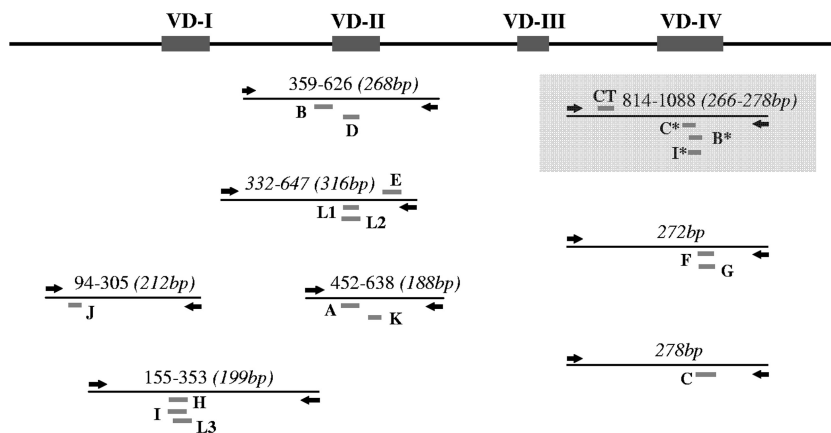 VD-I VD-II VD-III VD-IV
359-626 (268bp)
B
D
CT 814-1088 (266-278bp)
C*
B*
I*
332-647 (316bp) E
L1
L2
272bp
F
G
94-305 (212bp)
J
452-638 (188bp)
A
K
278bp
C
155-353 (199bp)
H
I
L3